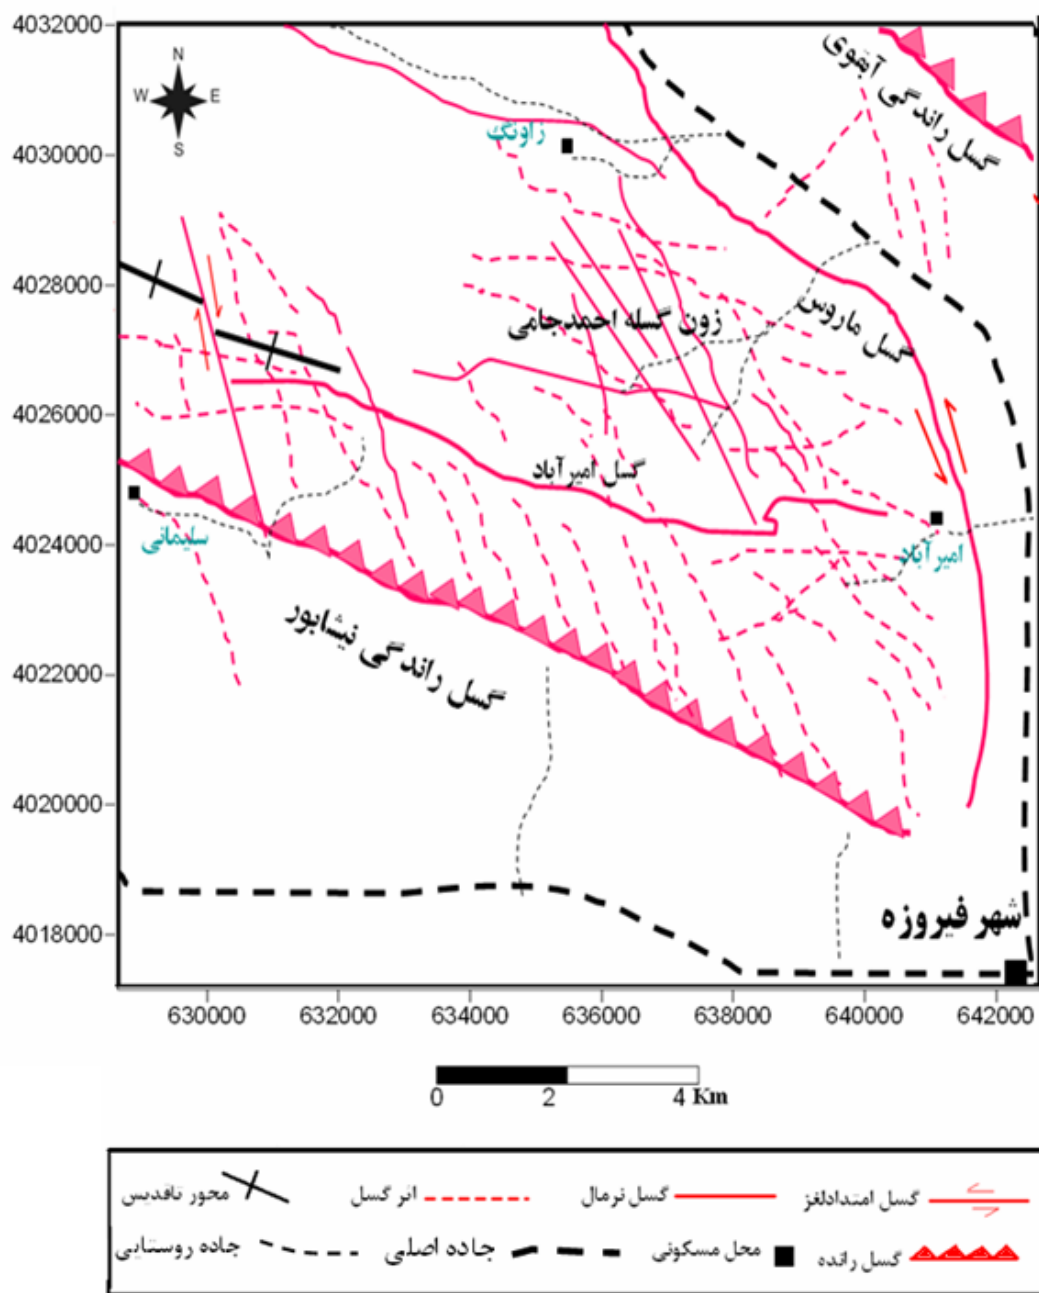 4032000
4030000
4028000
4026000
4024000
4022000
4020000
4018000
N
W E
S
گسل راندگی آبقوی
زاونگ
زون گسله احمدجامی
گسل ماروس
گسل امیرآباد
سلیمانی
امیرآباد
گسل راندگی نیشابور
شهر فیروزه
630000 632000 634000 636000 638000 640000 642000
0 2 4 Km
گسل امتدادلغز گسل نرمال اثر گسل محور تاقدیس
گسل رانده محل مسکونی جاده اصلی جاده روستایی